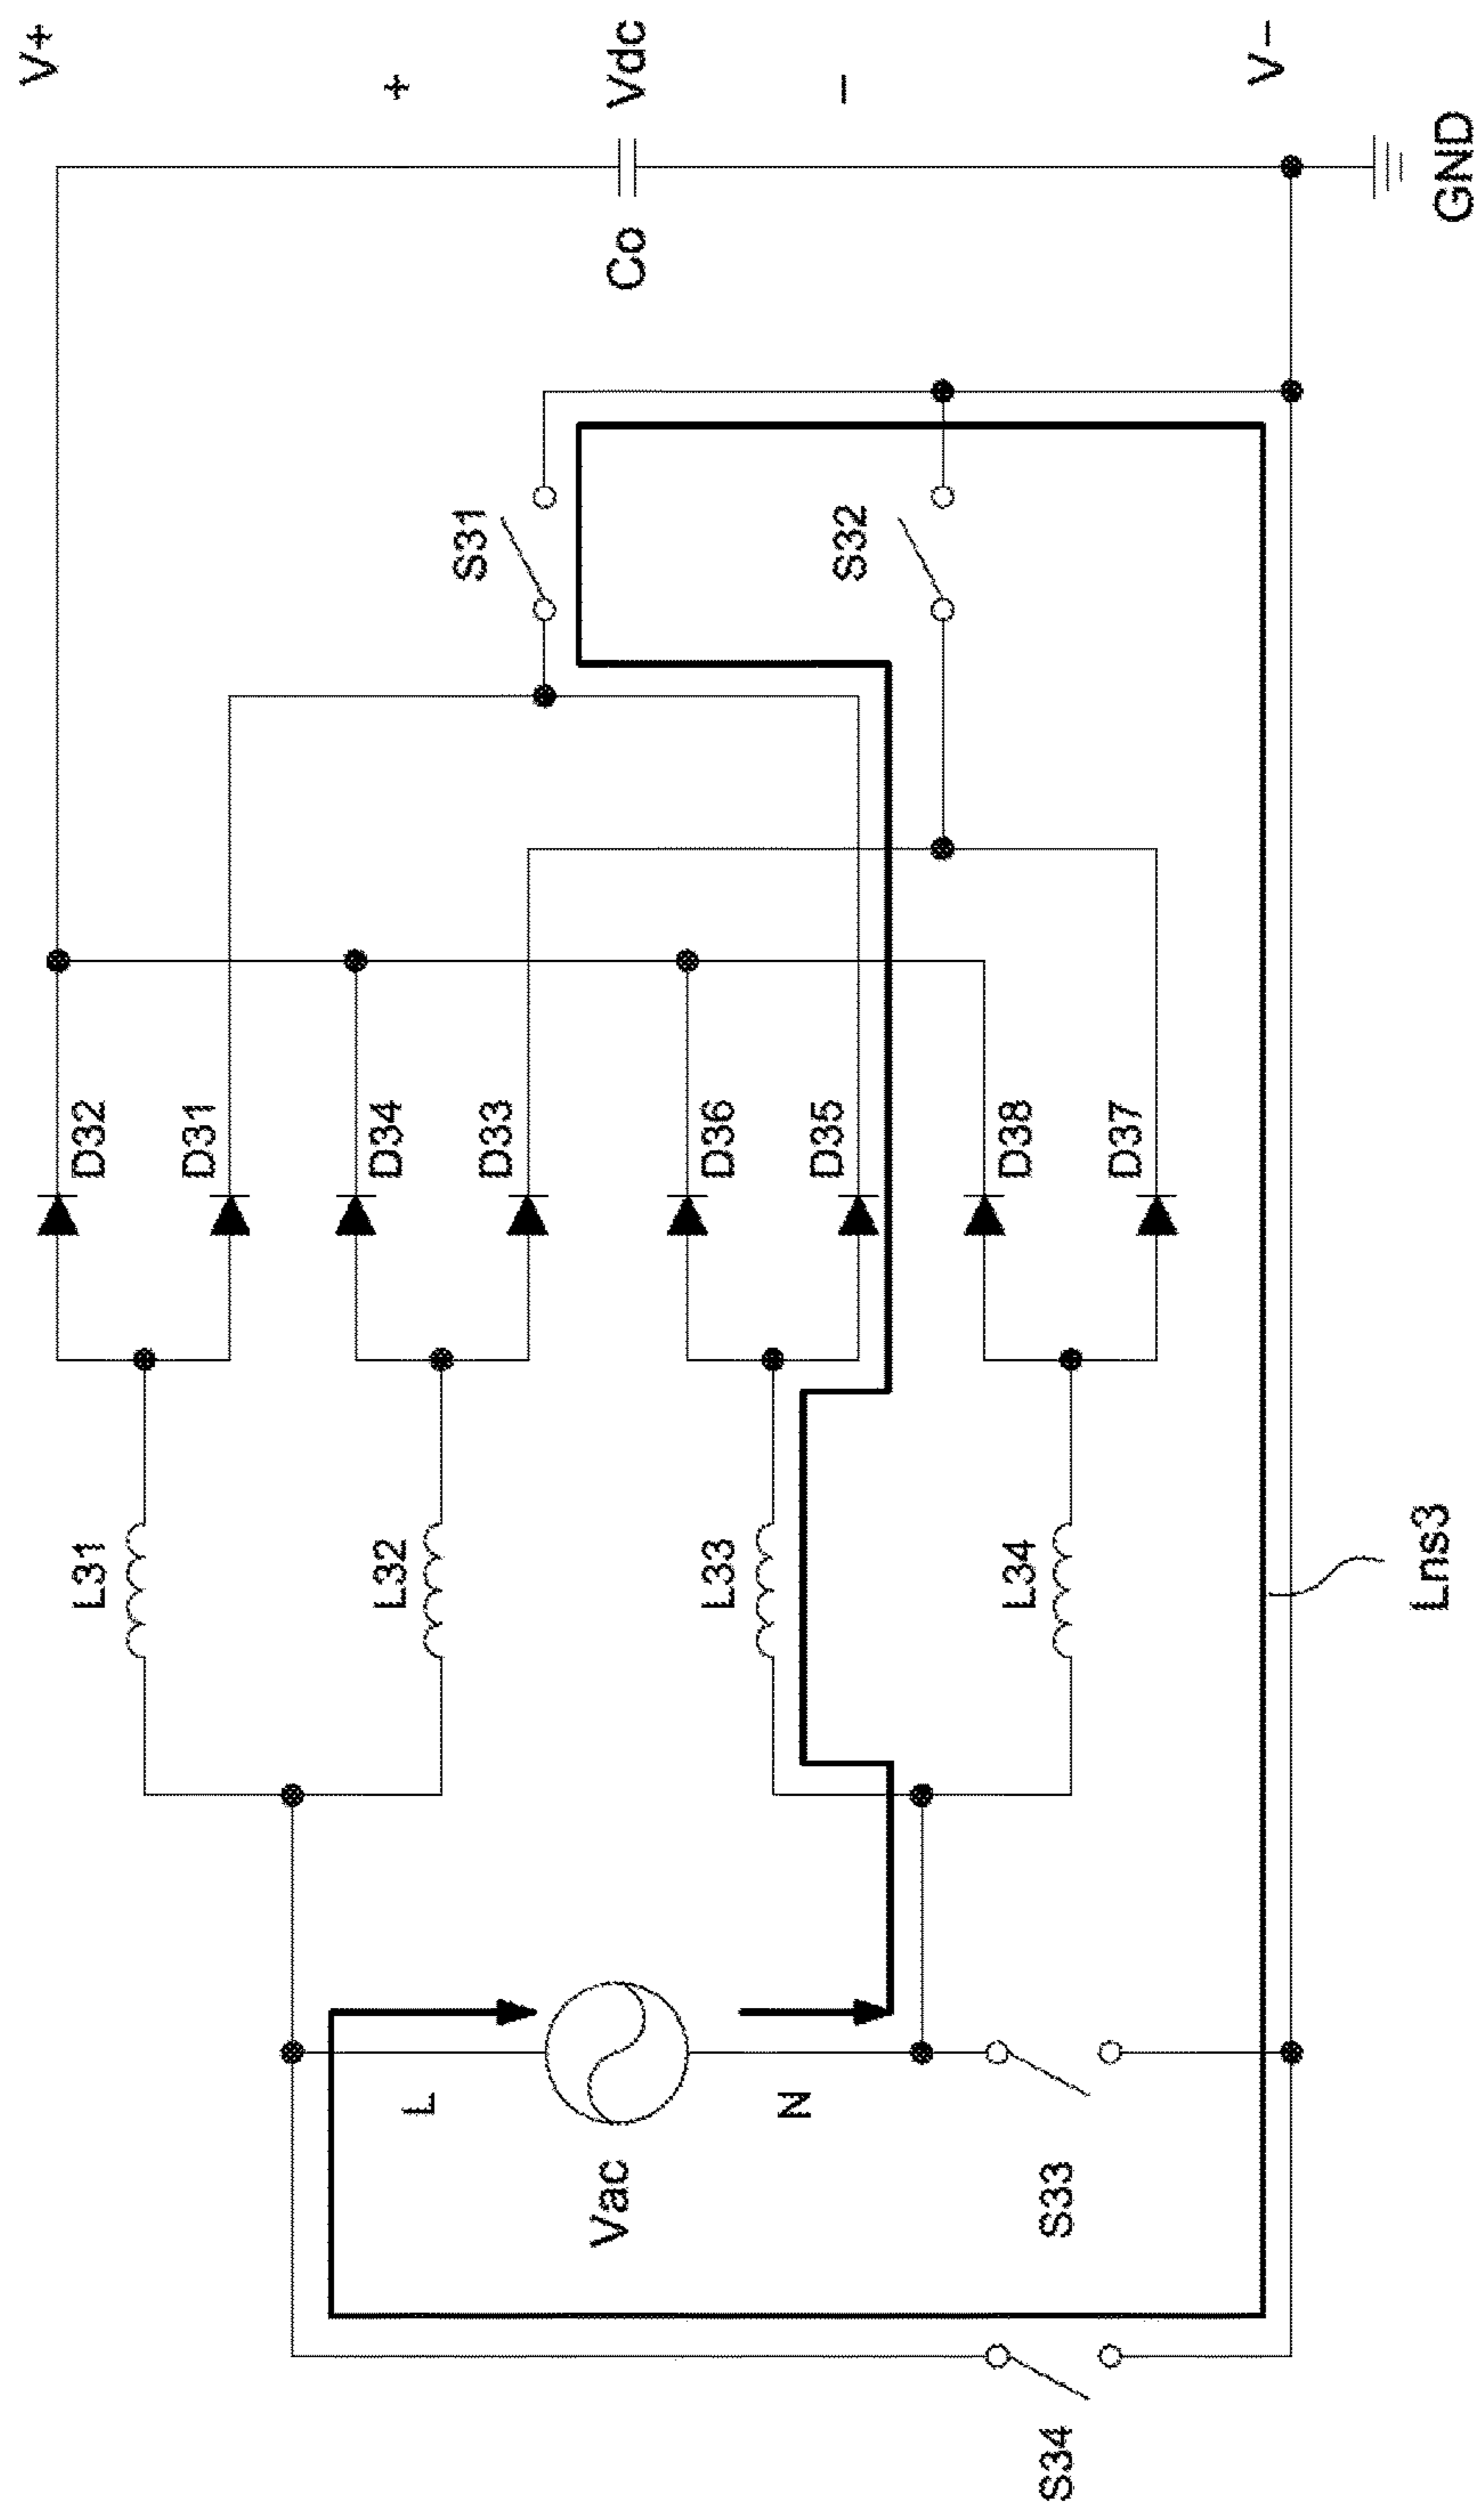 V+
D32
L31
D31
+
L
D34
L32
S31
D33
Vac
Co
Vdc
D36
L33
N
D35
S32
−
D38
L34
S33
S34
D37
V−
Lns3
GND